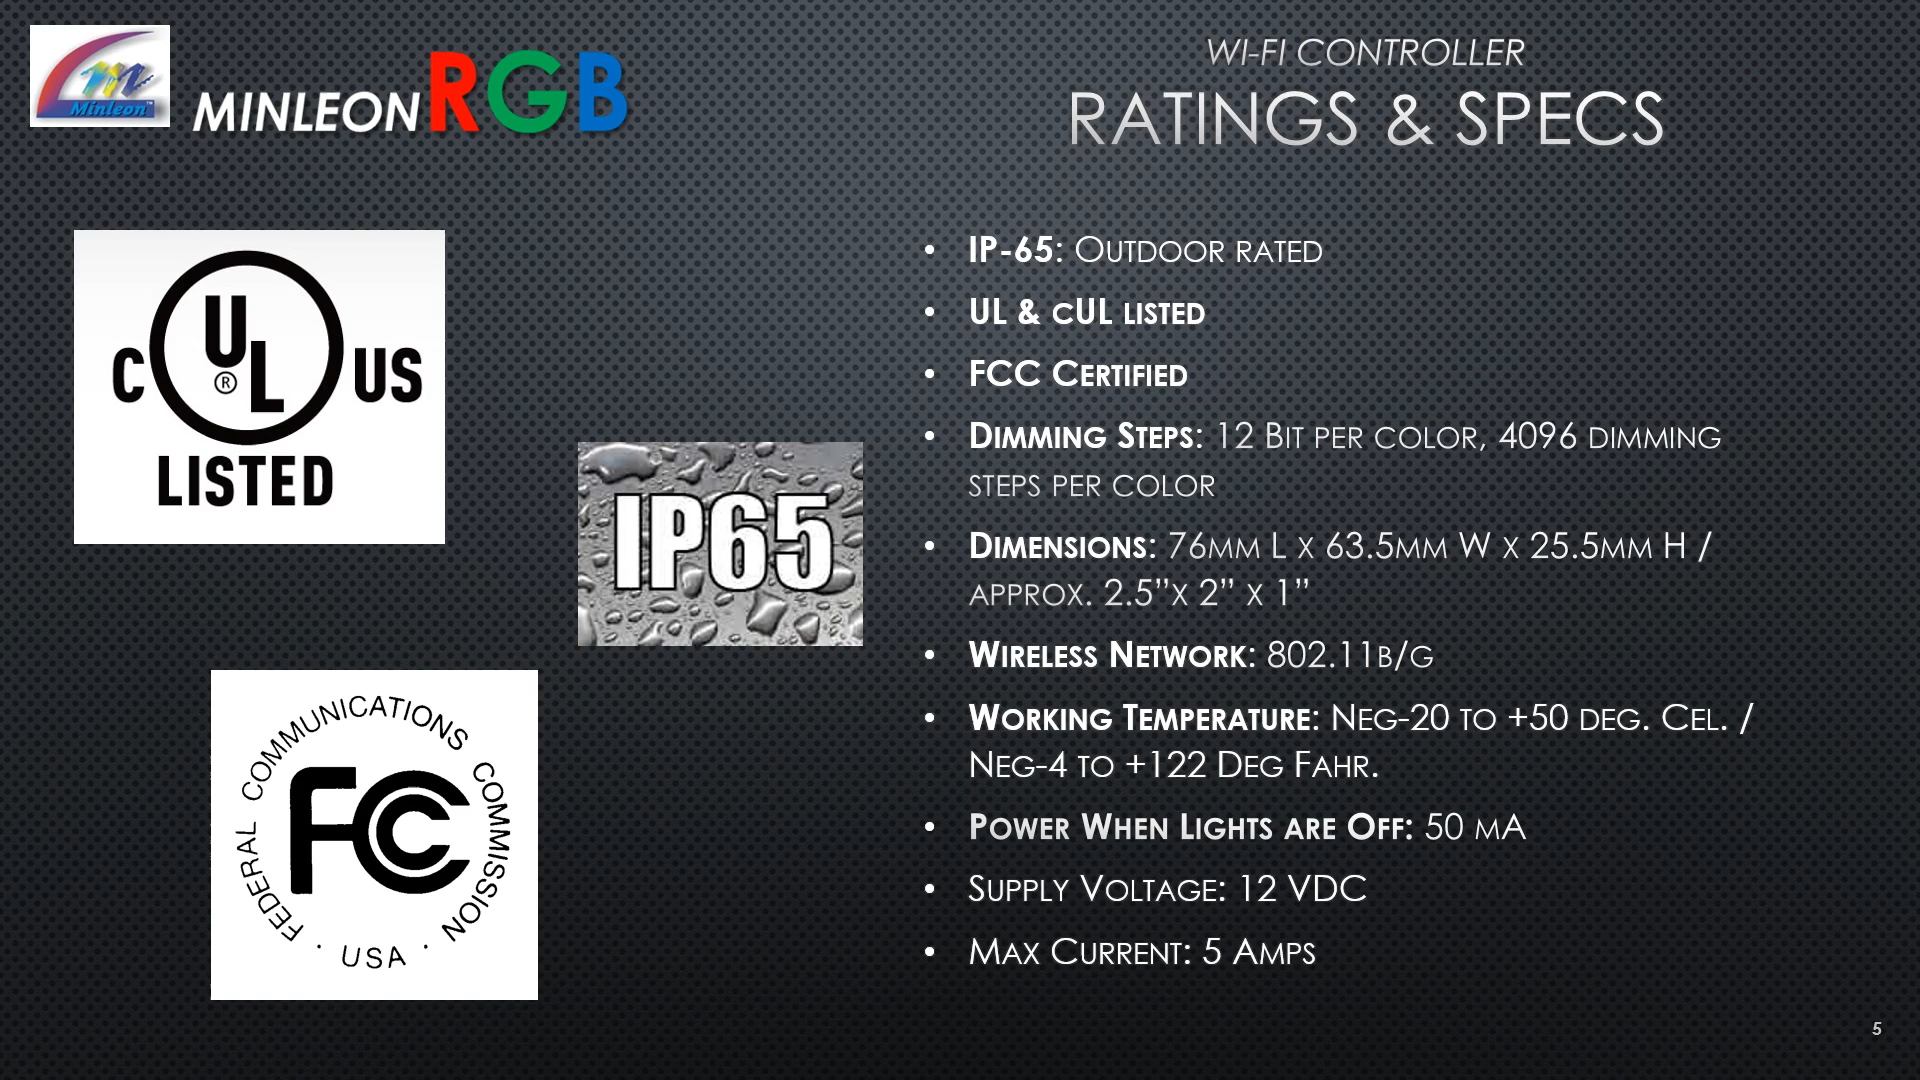 Minleon™
MINLEON RGB
WI-FI CONTROLLER
RATINGS & SPECS
C UL® US
LISTED
IP65
FEDERAL COMMUNICATIONS COMMISSION
FCC
· USA ·
• IP-65: Outdoor rated
• UL & cUL listed
• FCC Certified
• Dimming Steps: 12 Bit per color, 4096 dimming
steps per color
• Dimensions: 76mm L x 63.5mm W x 25.5mm H /
approx. 2.5”x 2” x 1”
• Wireless Network: 802.11b/g
• Working Temperature: Neg-20 to +50 deg. Cel. /
Neg-4 to +122 Deg Fahr.
• Power When Lights are Off: 50 mA
• Supply Voltage: 12 VDC
• Max Current: 5 Amps
5